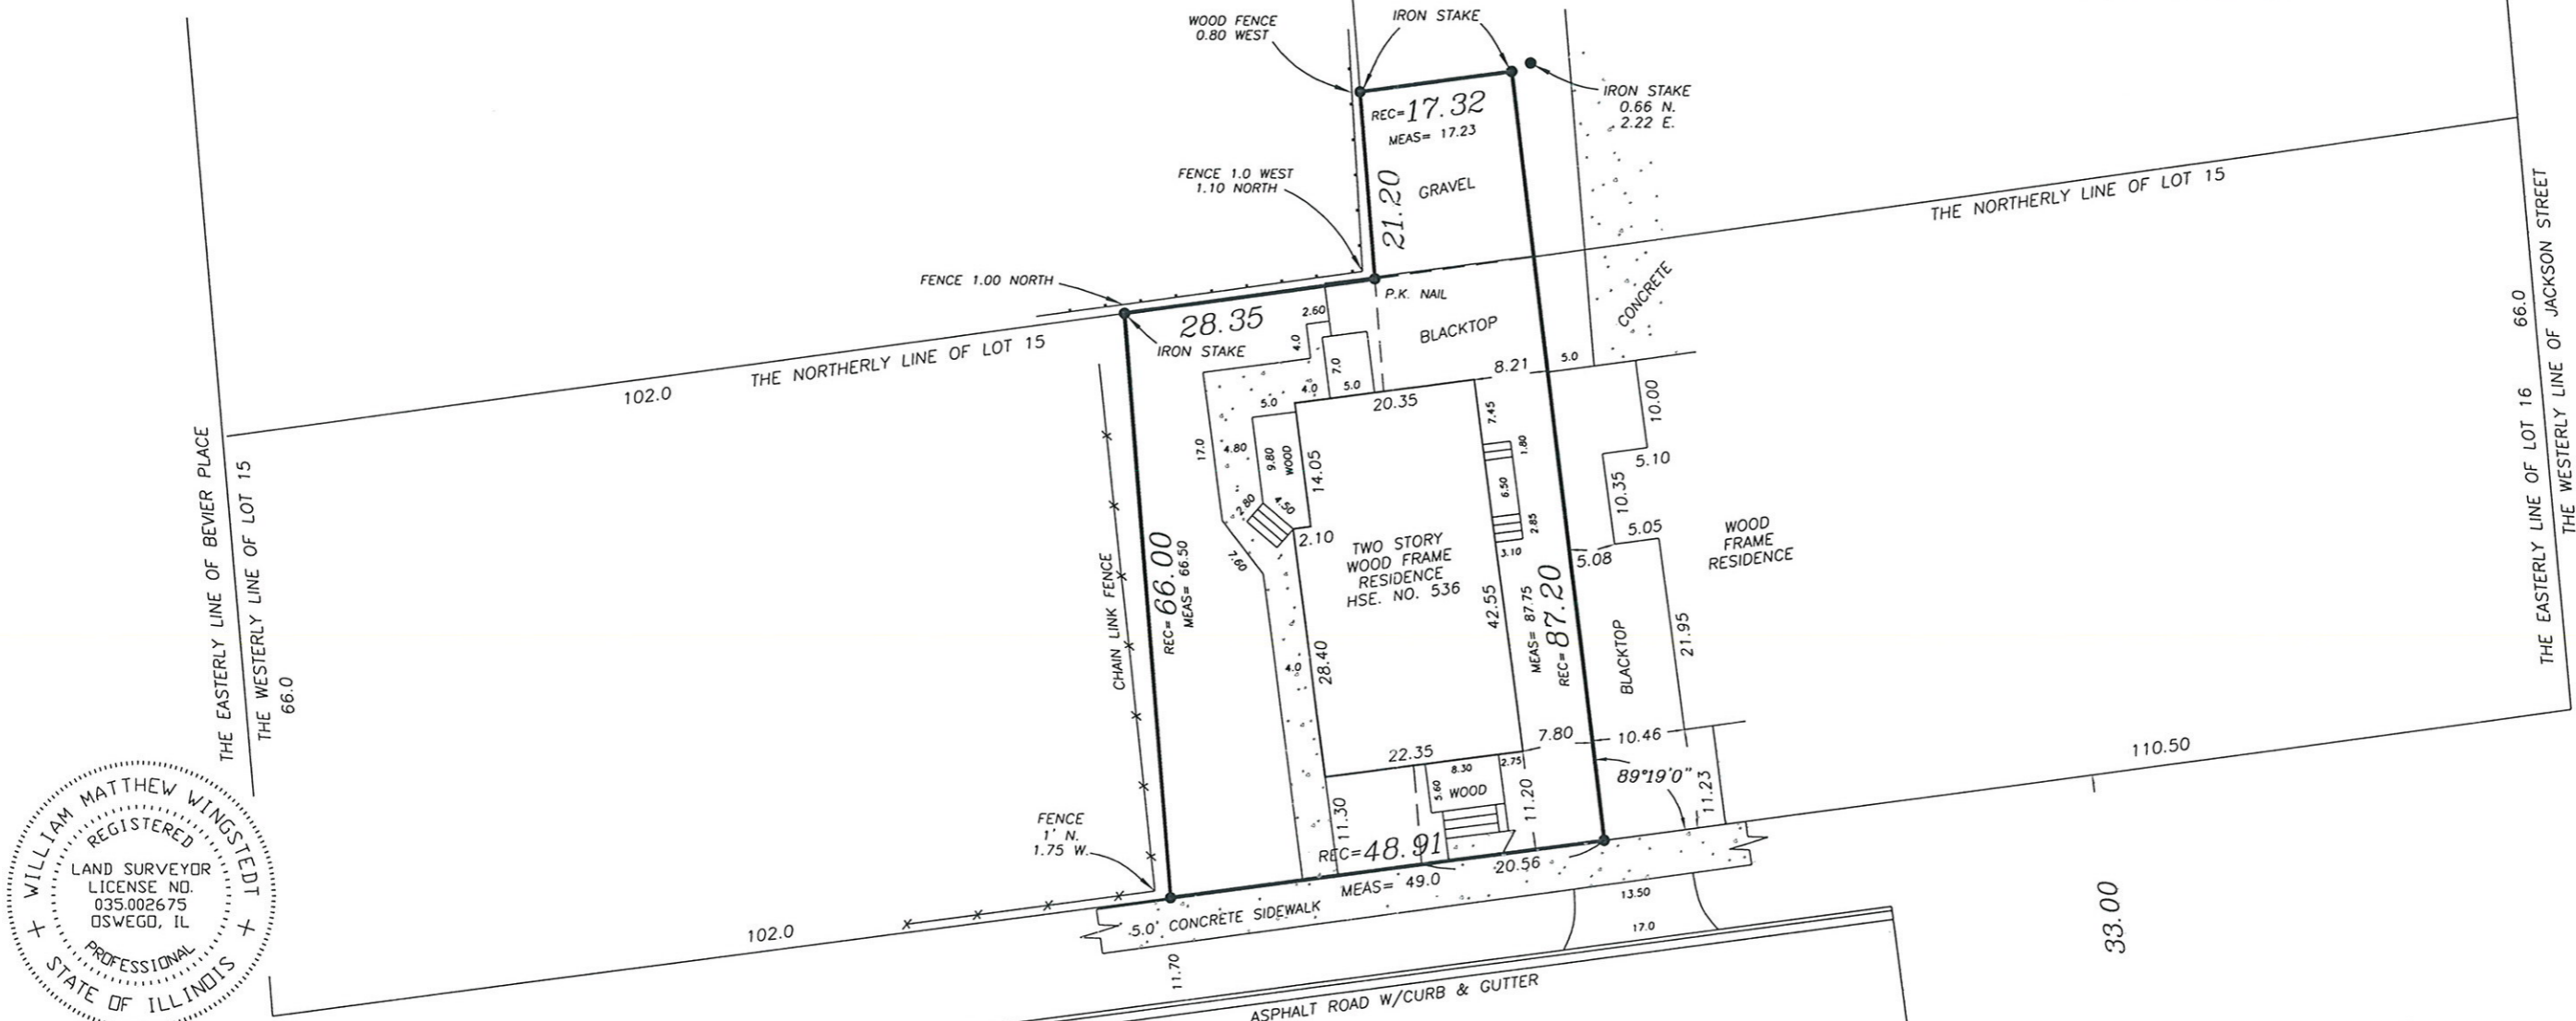 WOOD FENCE
0.80 WEST
IRON STAKE
IRON STAKE
0.66 N.
2.22 E.
REC=17.32
MEAS= 17.23
FENCE 1.0 WEST
1.10 NORTH
21.20
GRAVEL
THE NORTHERLY LINE OF LOT 15
FENCE 1.00 NORTH
P.K. NAIL
28.35
IRON STAKE
2.60
4.0
7.0
BLACKTOP
CONCRETE
THE NORTHERLY LINE OF LOT 15
102.0
8.21
5.0
4.0
5.0
5.0
20.35
7.45
1.80
10.00
5.10
17.0
4.80
9.80
WOOD
14.05
6.50
10.35
2.80
4.50
2.85
5.05
2.10
3.10
5.08
7.60
TWO STORY
WOOD FRAME
RESIDENCE
HSE. NO. 536
WOOD
FRAME
RESIDENCE
CHAIN LINK FENCE
REC= 66.00
MEAS= 66.50
4.0
28.40
42.55
MEAS= 87.75
REC= 87.20
BLACKTOP
21.95
THE EASTERLY LINE OF BEVIER PLACE
THE WESTERLY LINE OF LOT 15
66.0
66.0
THE EASTERLY LINE OF LOT 16
THE WESTERLY LINE OF JACKSON STREET
22.35
7.80
10.46
8.30
2.75
5.60
WOOD
89°19'0"
11.23
110.50
11.30
11.20
FENCE
1' N.
1.75 W.
REC=48.91
MEAS= 49.0
20.56
5.0' CONCRETE SIDEWALK
13.50
17.0
102.0
11.70
33.00
ASPHALT ROAD W/CURB & GUTTER
WILLIAM MATTHEW WINGSTEDT
REGISTERED
LAND SURVEYOR
LICENSE NO.
035.002675
OSWEGO, IL
PROFESSIONAL
STATE OF ILLINOIS